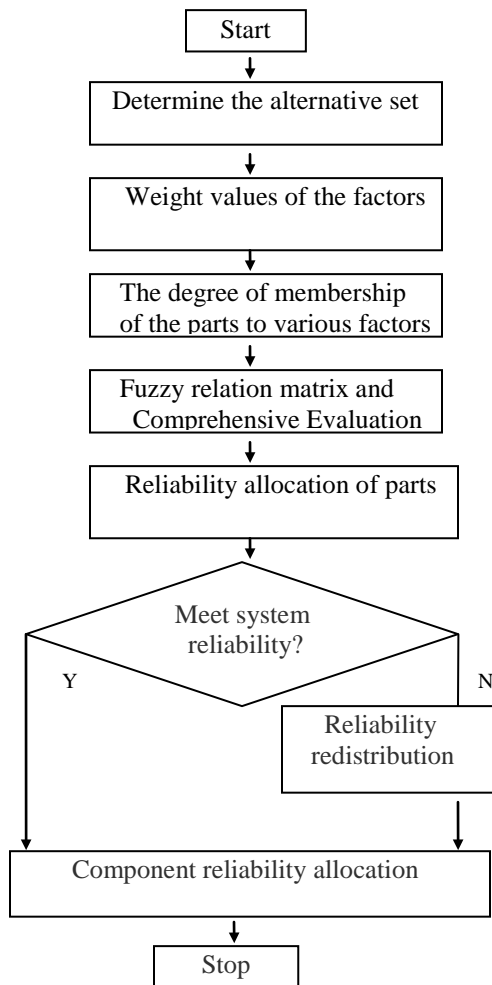 Start
Determine the alternative set
Weight values of the factors
The degree of membership
of the parts to various factors
Fuzzy relation matrix and
Comprehensive Evaluation
Reliability allocation of parts
Meet system
reliability?
Y
N
Reliability
redistribution
Component reliability allocation
Stop